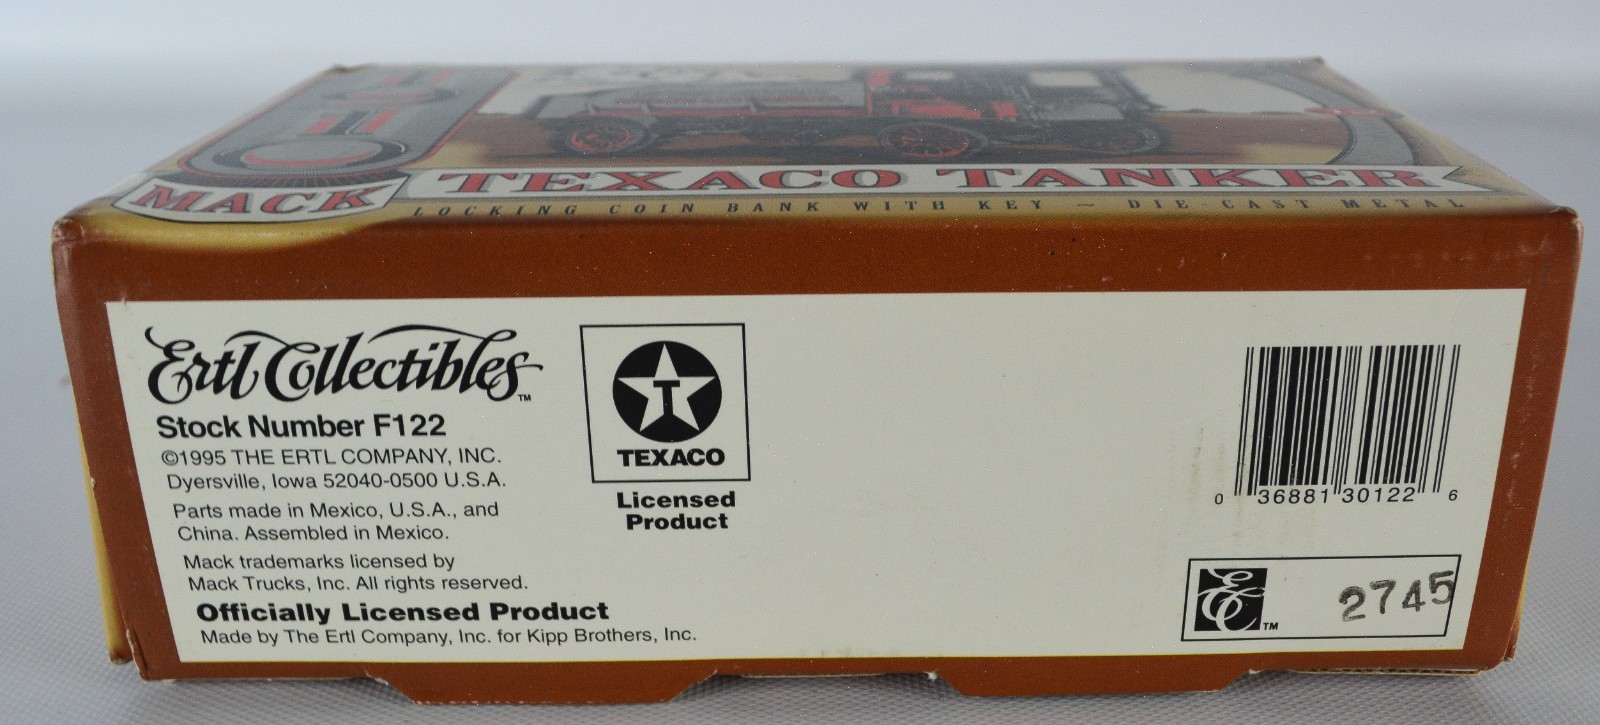 MACK
TEXACO TANKER
LOCKING COIN BANK WITH KEY ~ DIE-CAST METAL
Ertl Collectibles™
Stock Number F122
©1995 THE ERTL COMPANY, INC.
Dyersville, Iowa 52040-0500 U.S.A.
Parts made in Mexico, U.S.A., and
China. Assembled in Mexico.
Mack trademarks licensed by
Mack Trucks, Inc. All rights reserved.
Officially Licensed Product
Made by The Ertl Company, Inc. for Kipp Brothers, Inc.
T
TEXACO
Licensed
Product
0 36881 30122 6
EC™
2745